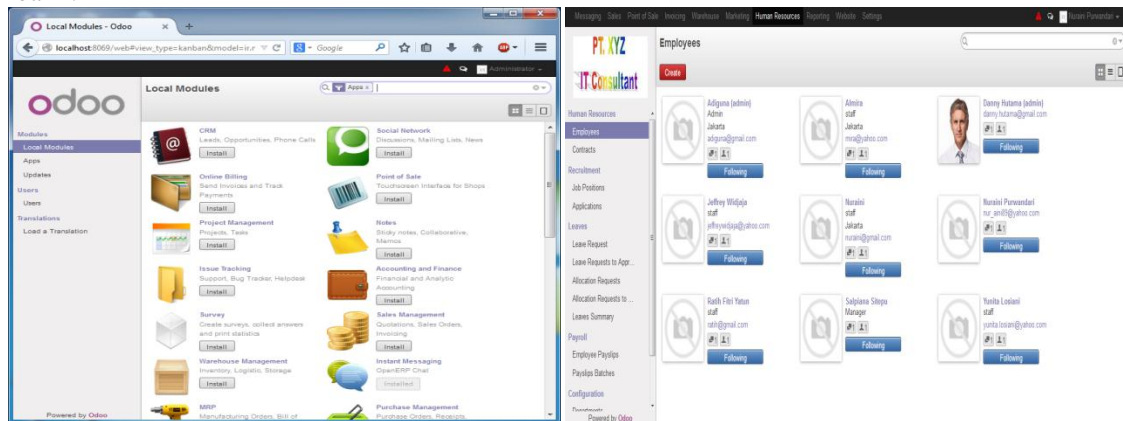 Local Modules - Odoo
localhost:8069/web#view_type=kanban&model=ir.r
Google
Administrator
odoo
Local Modules
Apps x
Modules
Local Modules
Apps
Updates
Users
Users
Translations
Load a Translation
Powered by Odoo
CRM
Leads, Opportunities, Phone Calls
Install
Social Network
Discussions, Mailing Lists, News
Install
Online Billing
Send Invoices and Track
Payments
Install
Point of Sale
Touchscreen Interface for Shops
Install
Project Management
Projects, Tasks
Install
Notes
Sticky notes, Collaborative,
Memos
Install
Issue Tracking
Support, Bug Tracker, Helpdesk
Install
Accounting and Finance
Financial and Analytic
Accounting
Install
Survey
Create surveys, collect answers
and print statistics
Install
Sales Management
Quotations, Sales Orders,
Invoicing
Install
Warehouse Management
Inventory, Logistic, Storage
Install
Instant Messaging
OpenERP Chat
Installed
MRP
Manufacturing Orders, Bill of
Purchase Management
Purchase Orders, Receipts,
Messaging Sales Point of Sale Invoicing Warehouse Marketing Human Resources Reporting Website Settings
Nuraini Purwandari
PT. XYZ
IT Consultant
Employees
Create
Human Resources
Employees
Contracts
Recruitment
Job Positions
Applications
Leaves
Leave Request
Leave Requests to Appr...
Allocation Requests
Allocation Requests to ...
Leaves Summary
Payroll
Employee Payslips
Payslips Batches
Configuration
Departments
Powered by Odoo
Adiguna (admin)
Admin
Jakarta
adiguna@gmail.com
Following
Almira
staff
Jakarta
mira@yahoo.com
Following
Danny Hutama (admin)
danny.hutama@gmail.com
Following
Jeffrey Widjaja
staff
jeffreywidjaja@yahoo.com
Following
Nuraini
staff
Jakarta
nuraini@gmail.com
Following
Nuraini Purwandari
nur_aini89@yahoo.com
Following
Ratih Fitri Yatun
staff
ratih@gmail.com
Following
Salpiana Sitepu
Manager
Following
Yunita Losiani
staff
yunita.losiani@yahoo.com
Following